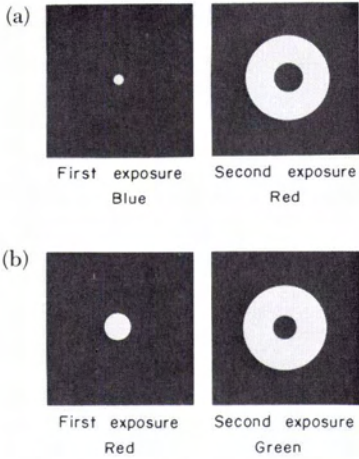 (a)
First exposure
Blue
Second exposure
Red
(b)
First exposure
Red
Second exposure
Green